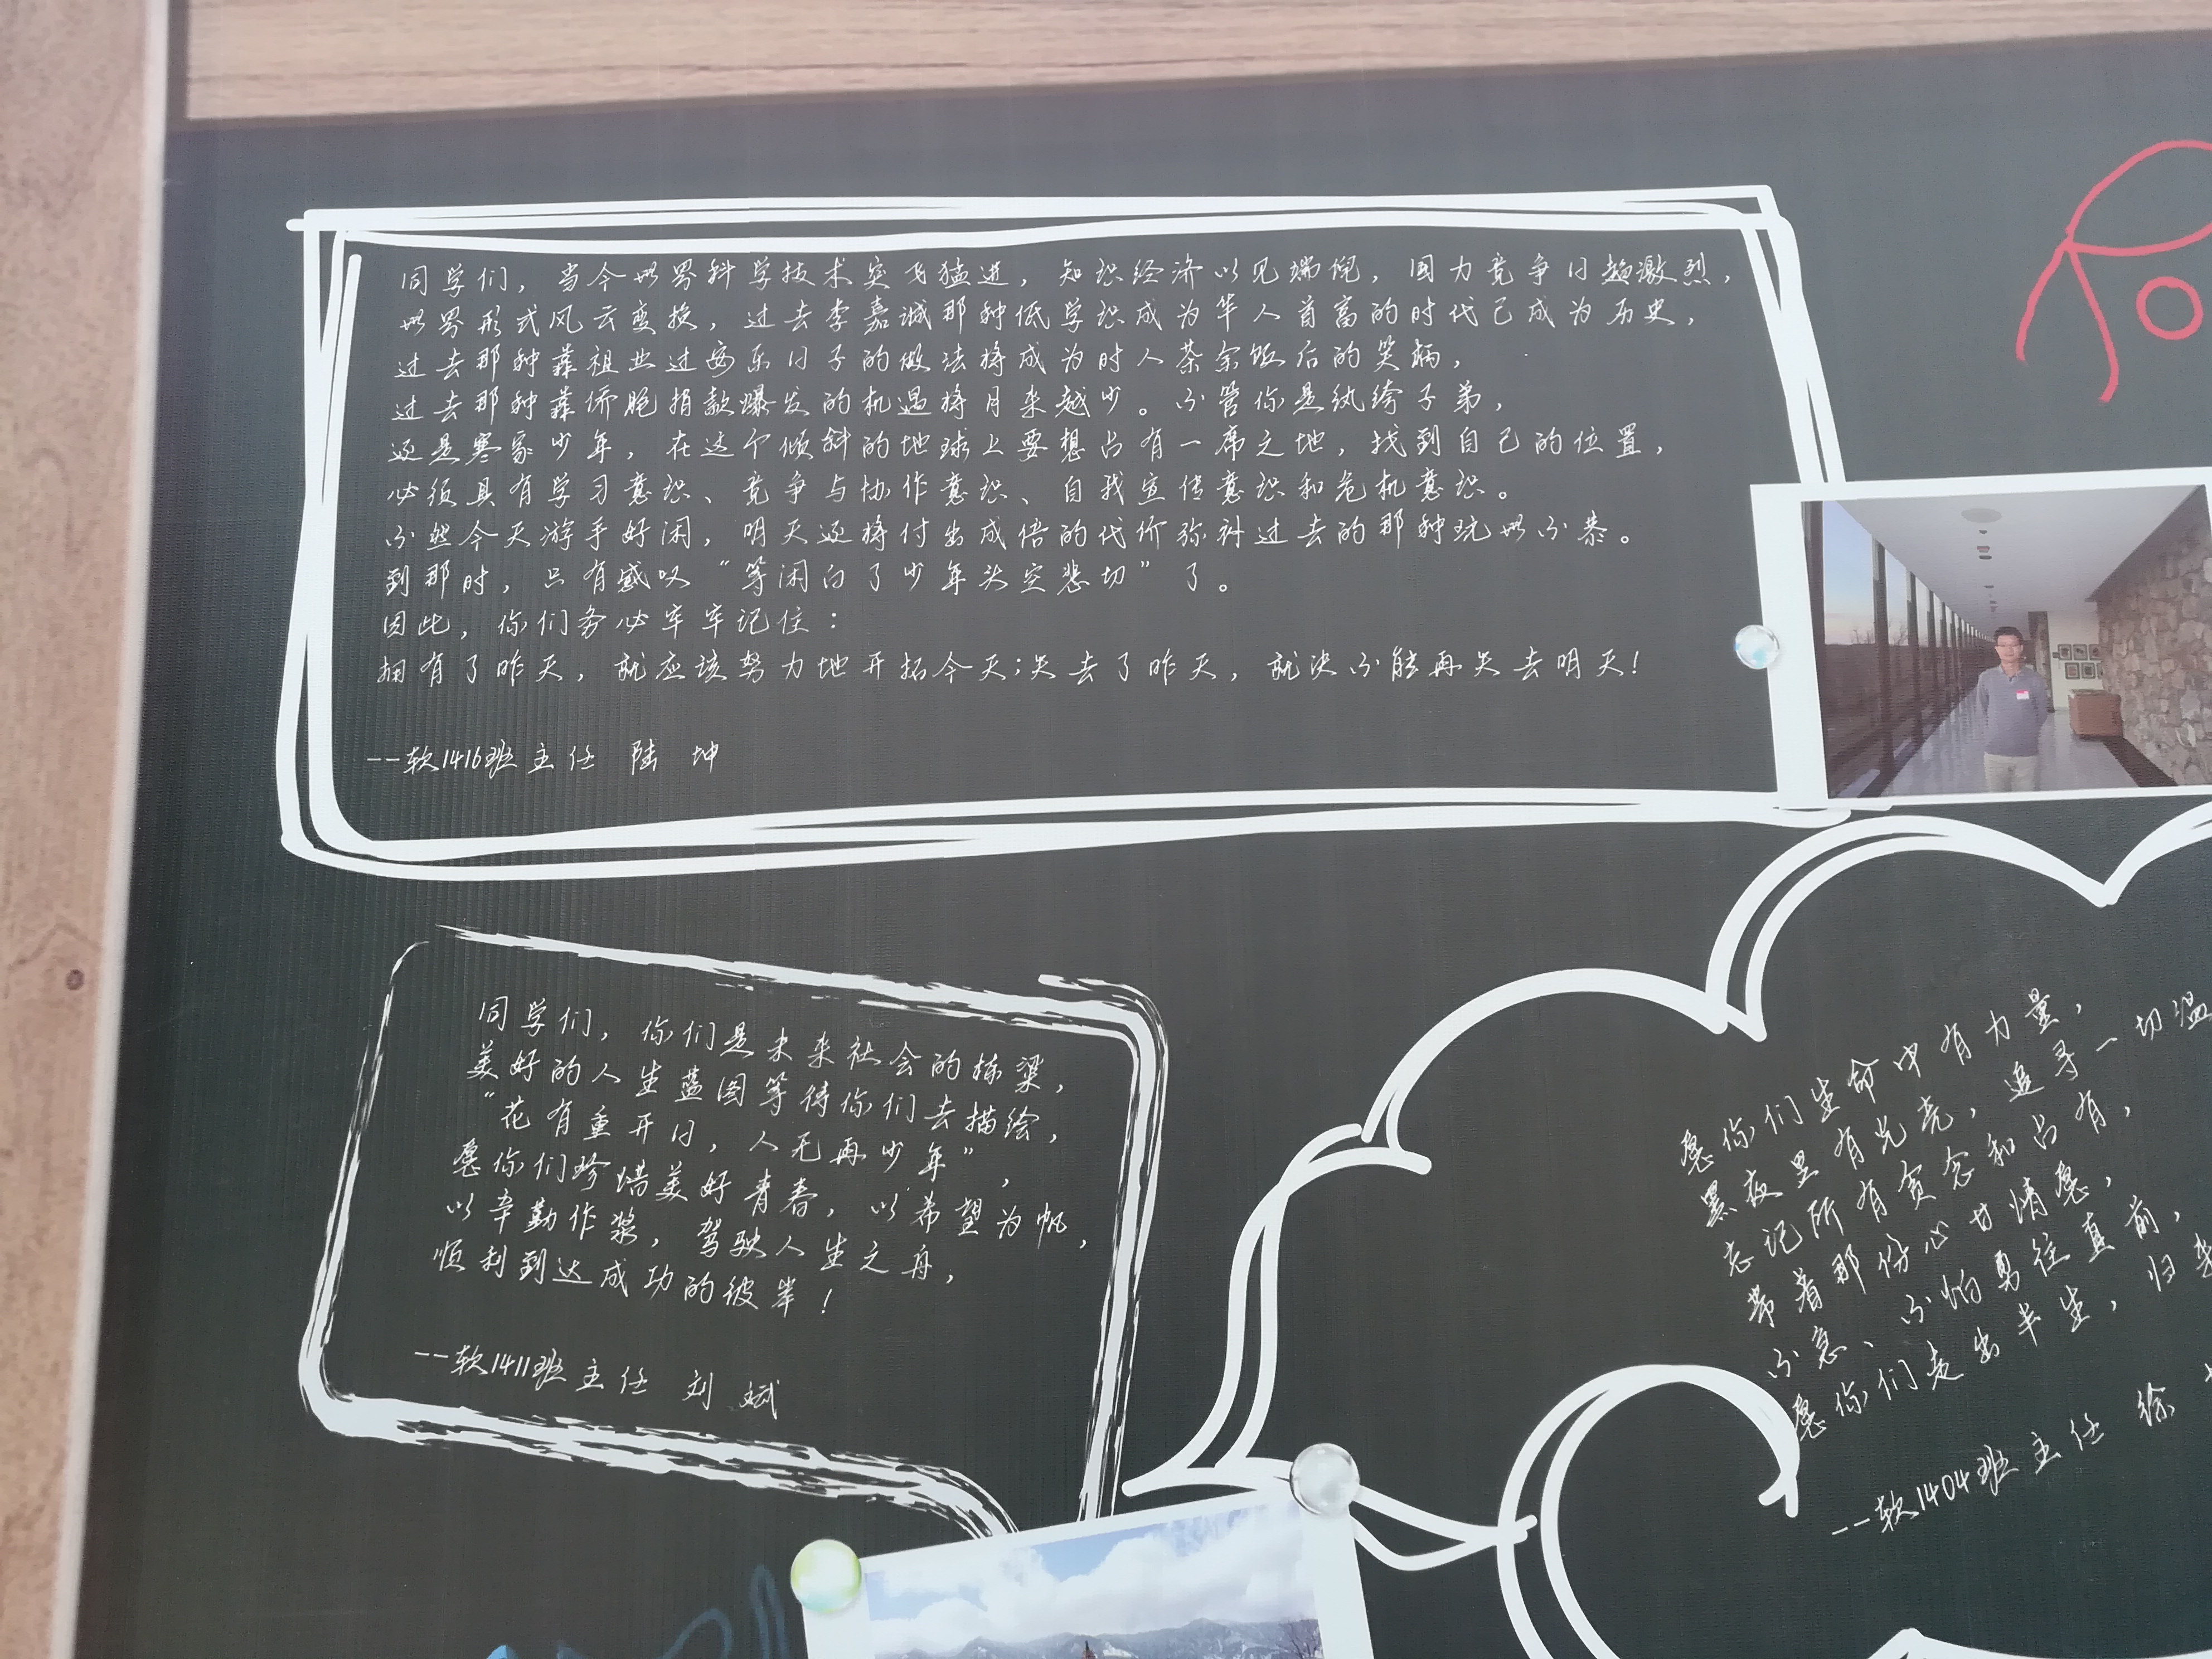 同学们，当今世界科学技术突飞猛进，知识经济以见端倪，国力竞争日趋激烈，
世界形式风云变换，过去李嘉诚那种低学识成为华人首富的时代已成为历史，
过去那种靠祖业过安乐日子的做法将成为时人茶余饭后的笑柄，
过去那种靠侨胞捐款爆发的机遇将月来越少。不管你是纨绔子弟，
还是寒家少年，在这个倾斜的地球上要想占有一席之地，找到自己的位置，
必须具有学习意识、竞争与协作意识、自我宣传意识和危机意识。
不然今天游手好闲，明天还将付出成倍的代价弥补过去的那种玩世不恭。
到那时，只有感叹“等闲白了少年头空悲切”了。
因此，你们务必牢牢记住：
拥有了昨天，就应该努力地开拓今天；失去了昨天，就决不能再失去明天！
--软1416班主任 陆 坤
同学们，你们是未来社会的栋梁，
美好的人生蓝图等待你们去描绘，
“花有重开日，人无再少年”，
愿你们珍惜美好青春，
以辛勤作浆，以希望为帆，
驾驶人生之舟，
顺利到达成功的彼岸！
--软1411班主任 刘 斌
愿你们生命中有力量，
黑夜里有光亮，追寻一切温
忘记所有贪念和占有，
带着那份心甘情愿，
不急、不怕勇往直前，
愿你们走出半生，归来
--软1404班主任 徐